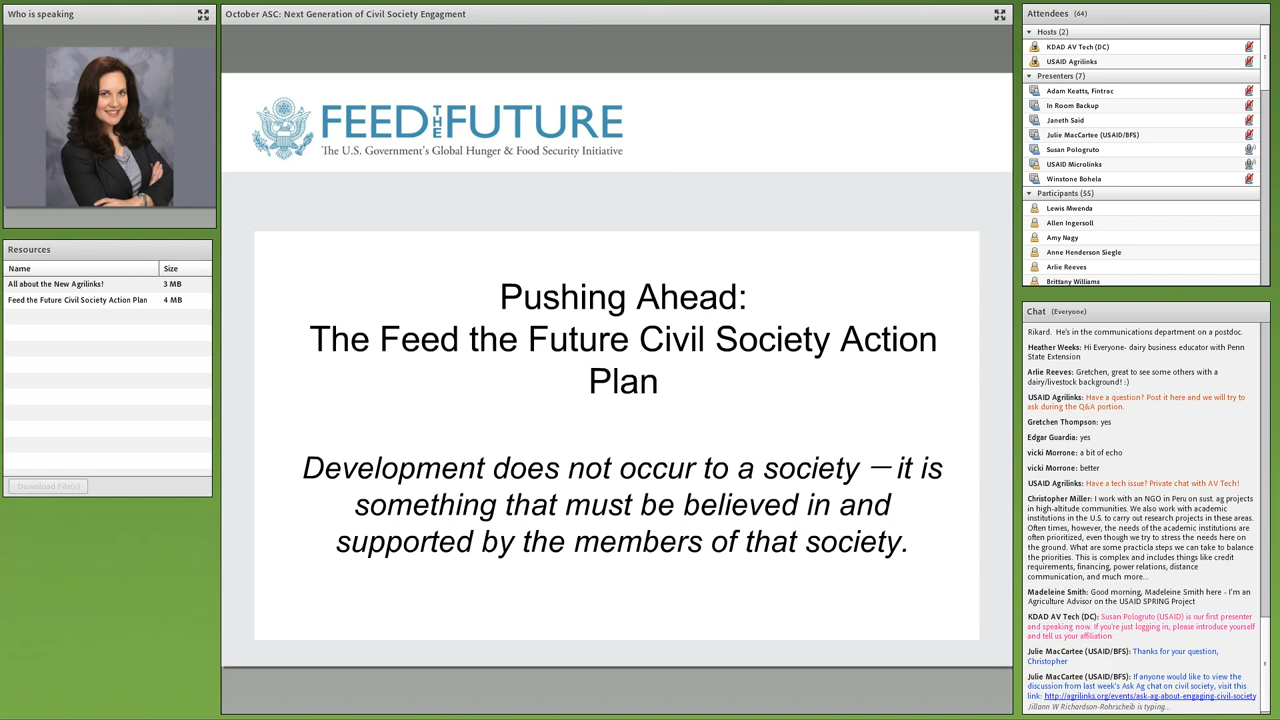 Who is speaking
October ASC: Next Generation of Civil Society Engagment
FEED THE FUTURE
The U.S. Government's Global Hunger & Food Security Initiative
Pushing Ahead:
The Feed the Future Civil Society Action
Plan
Development does not occur to a society – it is
something that must be believed in and
supported by the members of that society.
Resources
Name Size
All about the New Agrilinks! 3 MB
Feed the Future Civil Society Action Plan 4 MB
Download File(s)
Attendees (64)
Hosts (2)
KDAD AV Tech (DC)
USAID Agrilinks
Presenters (7)
Adam Keatts, Fintrac
In Room Backup
Janeth Said
Julie MacCartee (USAID/BFS)
Susan Pologruto
USAID Microlinks
Winstone Bohela
Participants (55)
Lewis Mwenda
Allen Ingersoll
Amy Nagy
Anne Henderson Siegle
Arlie Reeves
Brittany Williams
Chat (Everyone)
Rikard. He's in the communications department on a postdoc.
Heather Weeks: Hi Everyone- dairy business educator with Penn
State Extension
Arlie Reeves: Gretchen, great to see some others with a
dairy/livestock background! :)
USAID Agrilinks: Have a question? Post it here and we will try to
ask during the Q&A portion.
Gretchen Thompson: yes
Edgar Guardia: yes
vicki Morrone: a bit of echo
vicki Morrone: better
USAID Agrilinks: Have a tech issue? Private chat with AV Tech!
Christopher Miller: I work with an NGO in Peru on sust. ag projects
in high-altitude communities. We also work with academic
institutions in the U.S. to carry out research projects in these areas.
Often times, however, the needs of the academic institutions are
often prioritized, even though we try to stress the needs here on
the ground. What are some practicla steps we can take to balance
the priorities. This is complex and includes things like credit
requirements, financing, power relations, distance
communication, and much more...
Madeleine Smith: Good morning, Madeleine Smith here - I'm an
Agriculture Advisor on the USAID SPRING Project
KDAD AV Tech (DC): Susan Pologruto (USAID) is our first presenter
and speaking now. If you're just logging in, please introduce yourself
and tell us your affiliation
Julie MacCartee (USAID/BFS): Thanks for your question,
Christopher
Julie MacCartee (USAID/BFS): If anyone would like to view the
discussion from last week's Ask Ag chat on civil society, visit this
link: http://agrilinks.org/events/ask-ag-about-engaging-civil-society
Jillann W Richardson-Rohrscheib is typing...